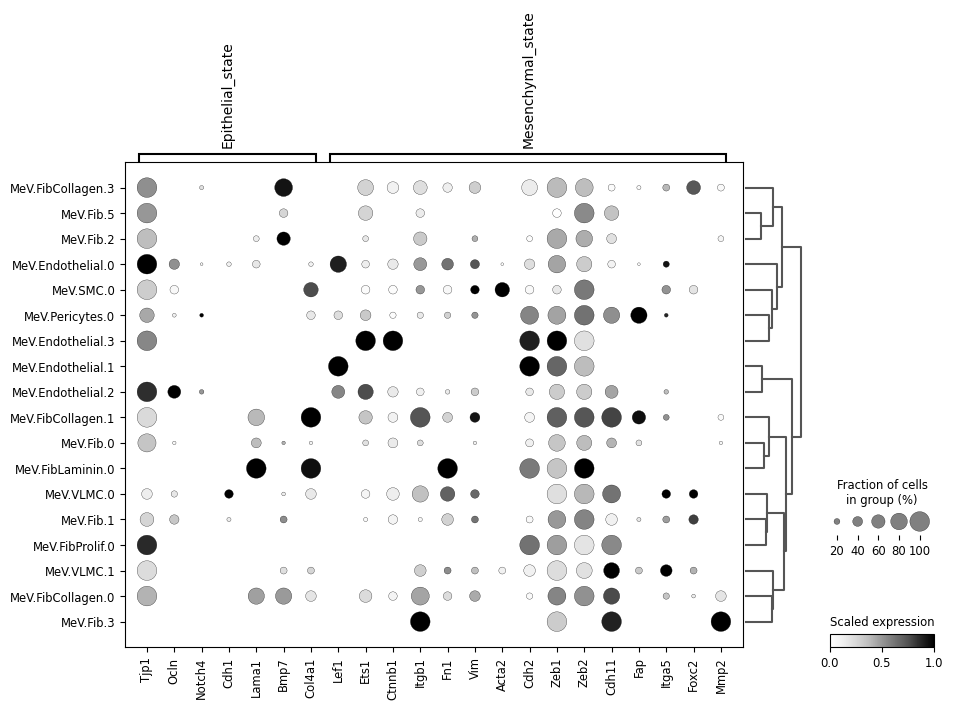 Epithelial_state
Mesenchymal_state
MeV.FibCollagen.3
MeV.Fib.5
MeV.Fib.2
MeV.Endothelial.0
MeV.SMC.0
MeV.Pericytes.0
MeV.Endothelial.3
MeV.Endothelial.1
MeV.Endothelial.2
MeV.FibCollagen.1
MeV.Fib.0
MeV.FibLaminin.0
MeV.VLMC.0
MeV.Fib.1
MeV.FibProlif.0
MeV.VLMC.1
MeV.FibCollagen.0
MeV.Fib.3
Tjp1
Ocln
Notch4
Cdh1
Lama1
Bmp7
Col4a1
Lef1
Ets1
Ctnnb1
Itgb1
Fn1
Vim
Acta2
Cdh2
Zeb1
Zeb2
Cdh11
Fap
Itga5
Foxc2
Mmp2
Fraction of cells
in group (%)
20 40 60 80 100
Scaled expression
0.0 0.5 1.0